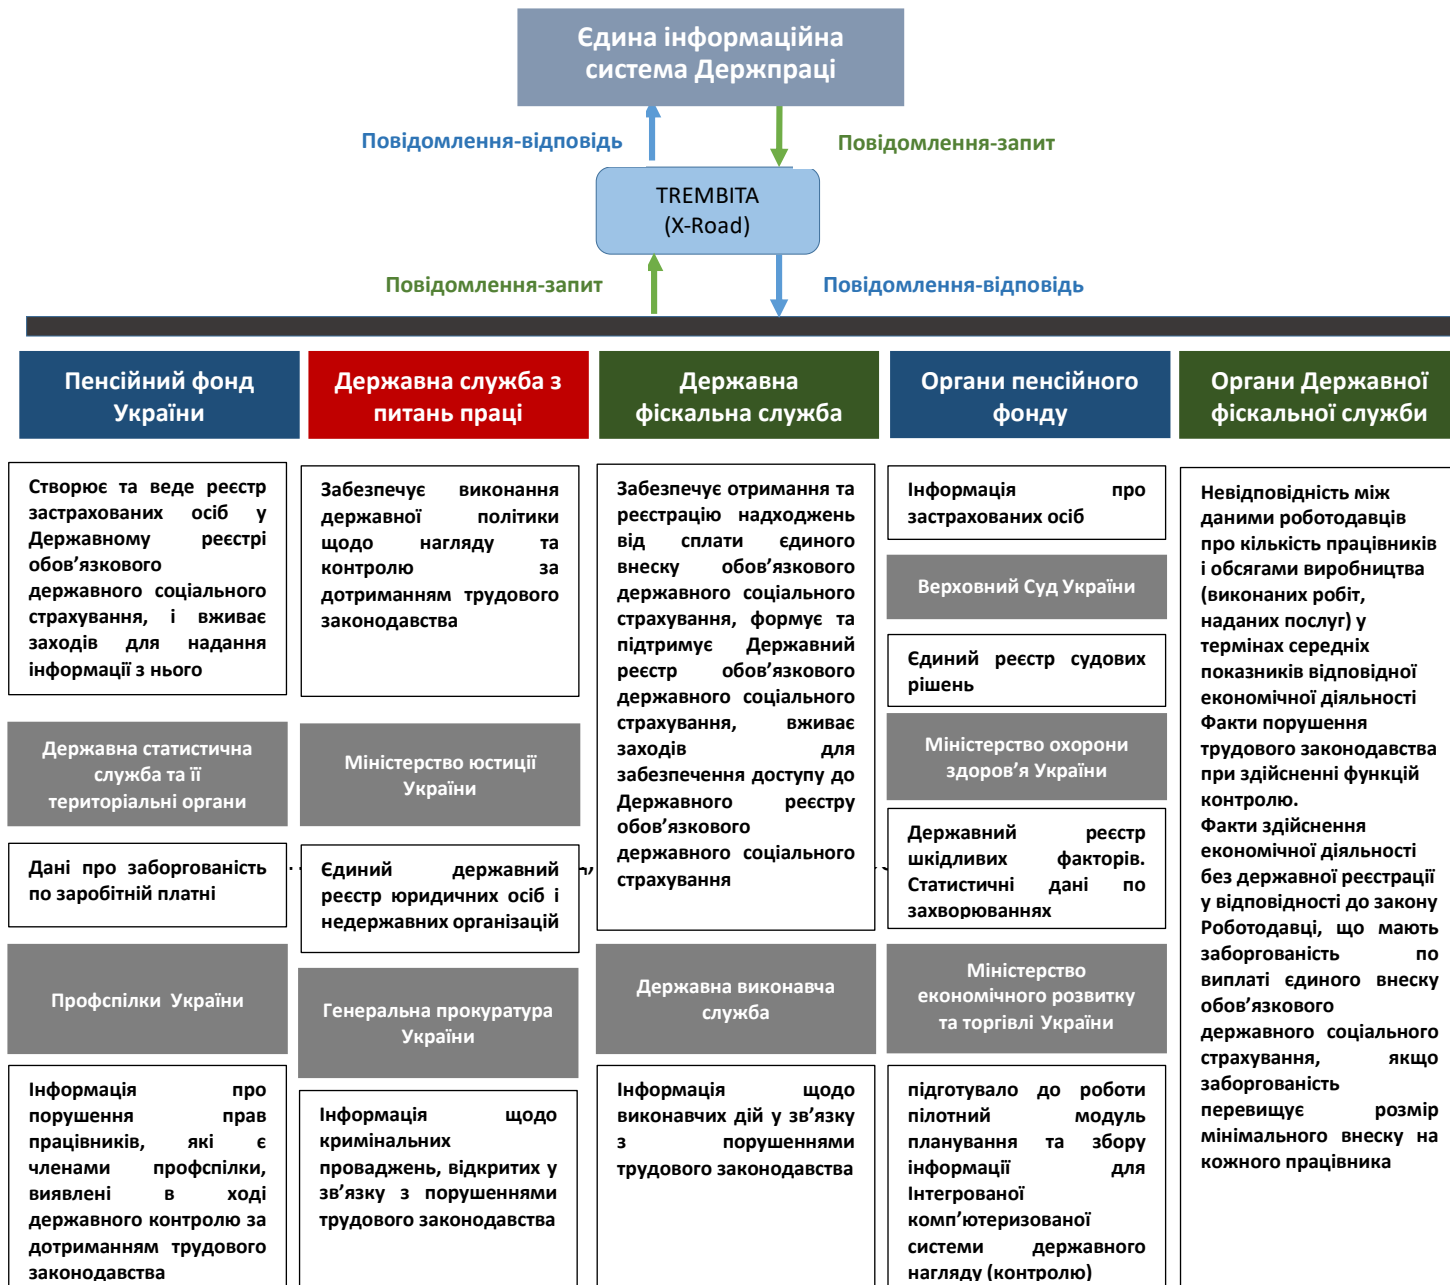 Єдина інформаційна
система Держпраці
Повідомлення-відповідь
Повідомлення-запит
TREMBITA
(X-Road)
Повідомлення-запит
Повідомлення-відповідь
Пенсійний фонд
України
Державна служба з
питань праці
Державна
фіскальна служба
Органи пенсійного
фонду
Органи Державної
фіскальної служби
Створює та веде реєстр
застрахованих осіб у
Державному реєстрі
обов’язкового
державного соціального
страхування, і вживає
заходів для надання
інформації з нього
Державна статистична
служба та її
територіальні органи
Дані про заборгованість
по заробітній платні
Профспілки України
Інформація про
порушення прав
працівників, які є
членами профспілки,
виявлені в ході
державного контролю за
дотриманням трудового
законодавства
Забезпечує виконання
державної політики
щодо нагляду та
контролю за
дотриманням трудового
законодавства
Міністерство юстиції
України
Єдиний державний
реєстр юридичних осіб і
недержавних організацій
Генеральна прокуратура
України
Інформація щодо
кримінальних
проваджень, відкритих у
зв’язку з порушеннями
трудового законодавства
Забезпечує отримання та
реєстрацію надходжень
від сплати єдиного
внеску обов’язкового
державного соціального
страхування, формує та
підтримує Державний
реєстр обов’язкового
державного соціального
страхування, вживає
заходів для
забезпечення доступу до
Державного реєстру
обов’язкового
державного соціального
страхування
Державна виконавча
служба
Інформація щодо
виконавчих дій у зв’язку
з порушеннями
трудового законодавства
Інформація про
застрахованих осіб
Верховний Суд України
Єдиний реєстр судових
рішень
Міністерство охорони
здоров’я України
Державний реєстр
шкідливих факторів.
Статистичні дані по
захворюваннях
Міністерство
економічного розвитку
та торгівлі України
підготувало до роботи
пілотний модуль
планування та збору
інформації для
Інтегрованої
комп’ютеризованої
системи державного
нагляду (контролю)
Невідповідність між
даними роботодавців
про кількість працівників
і обсягами виробництва
(виконаних робіт,
наданих послуг) у
термінах середніх
показників відповідної
економічної діяльності
Факти порушення
трудового законодавства
при здійсненні функцій
контролю.
Факти здійснення
економічної діяльності
без державної реєстрації
у відповідності до закону
Роботодавці, що мають
заборгованість по
виплаті єдиного внеску
обов’язкового
державного соціального
страхування, якщо
заборгованість
перевищує розмір
мінімального внеску на
кожного працівника